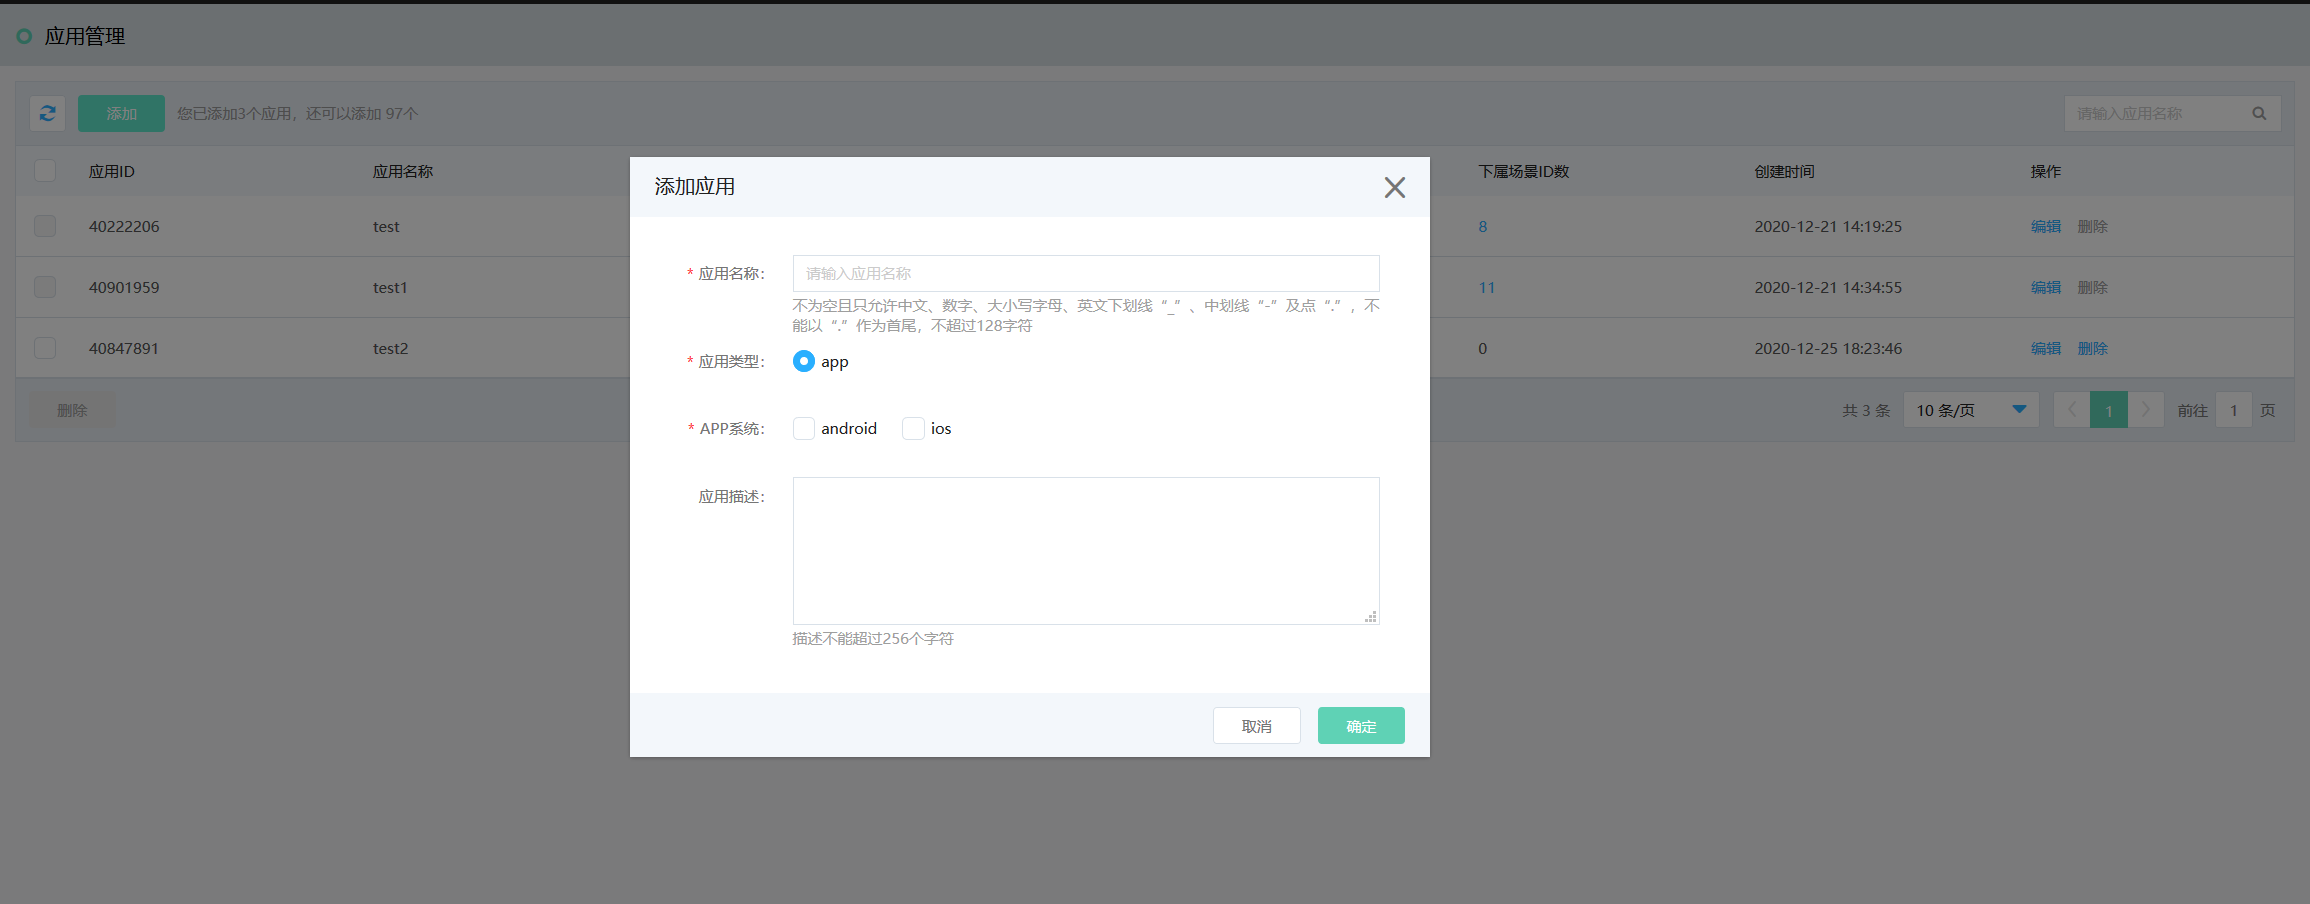 应用管理
添加 您已添加3个应用，还可以添加 97个 请输入应用名称
应用ID 应用名称 下属场景ID数 创建时间 操作
40222206 test 8 2020-12-21 14:19:25 编辑 删除
40901959 test1 11 2020-12-21 14:34:55 编辑 删除
40847891 test2 0 2020-12-25 18:23:46 编辑 删除
删除 共 3 条 10 条/页 1 前往 1 页
添加应用
* 应用名称： 请输入应用名称
不为空且只允许中文、数字、大小写字母、英文下划线“_”、中划线“-”及点“.”，不
能以“.”作为首尾，不超过128字符
* 应用类型： app
* APP系统： android ios
应用描述：
描述不能超过256个字符
取消 确定